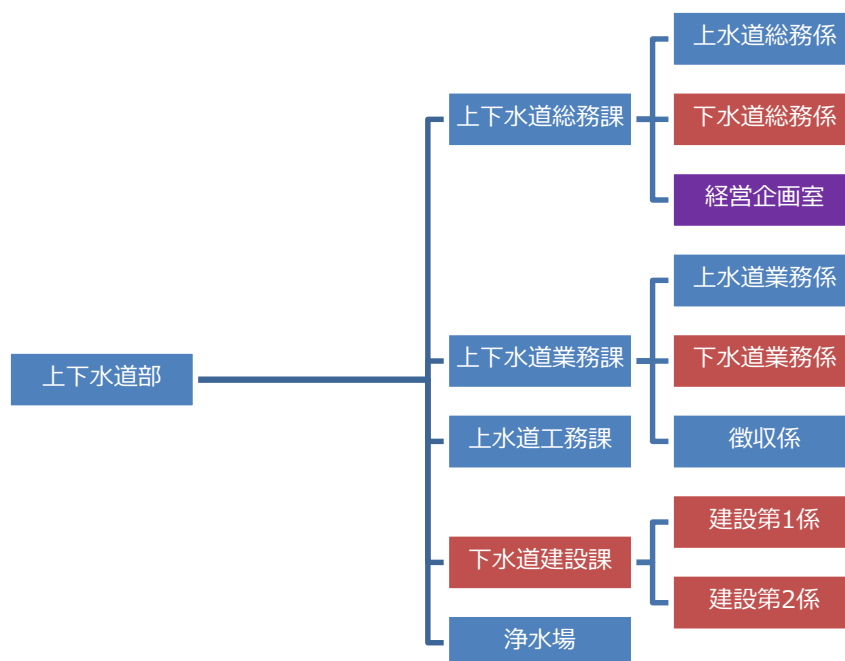 上下水道部
上下水道総務課
上水道総務係
下水道総務係
経営企画室
上下水道業務課
上水道業務係
下水道業務係
徴収係
上水道工務課
下水道建設課
建設第1係
建設第2係
浄水場